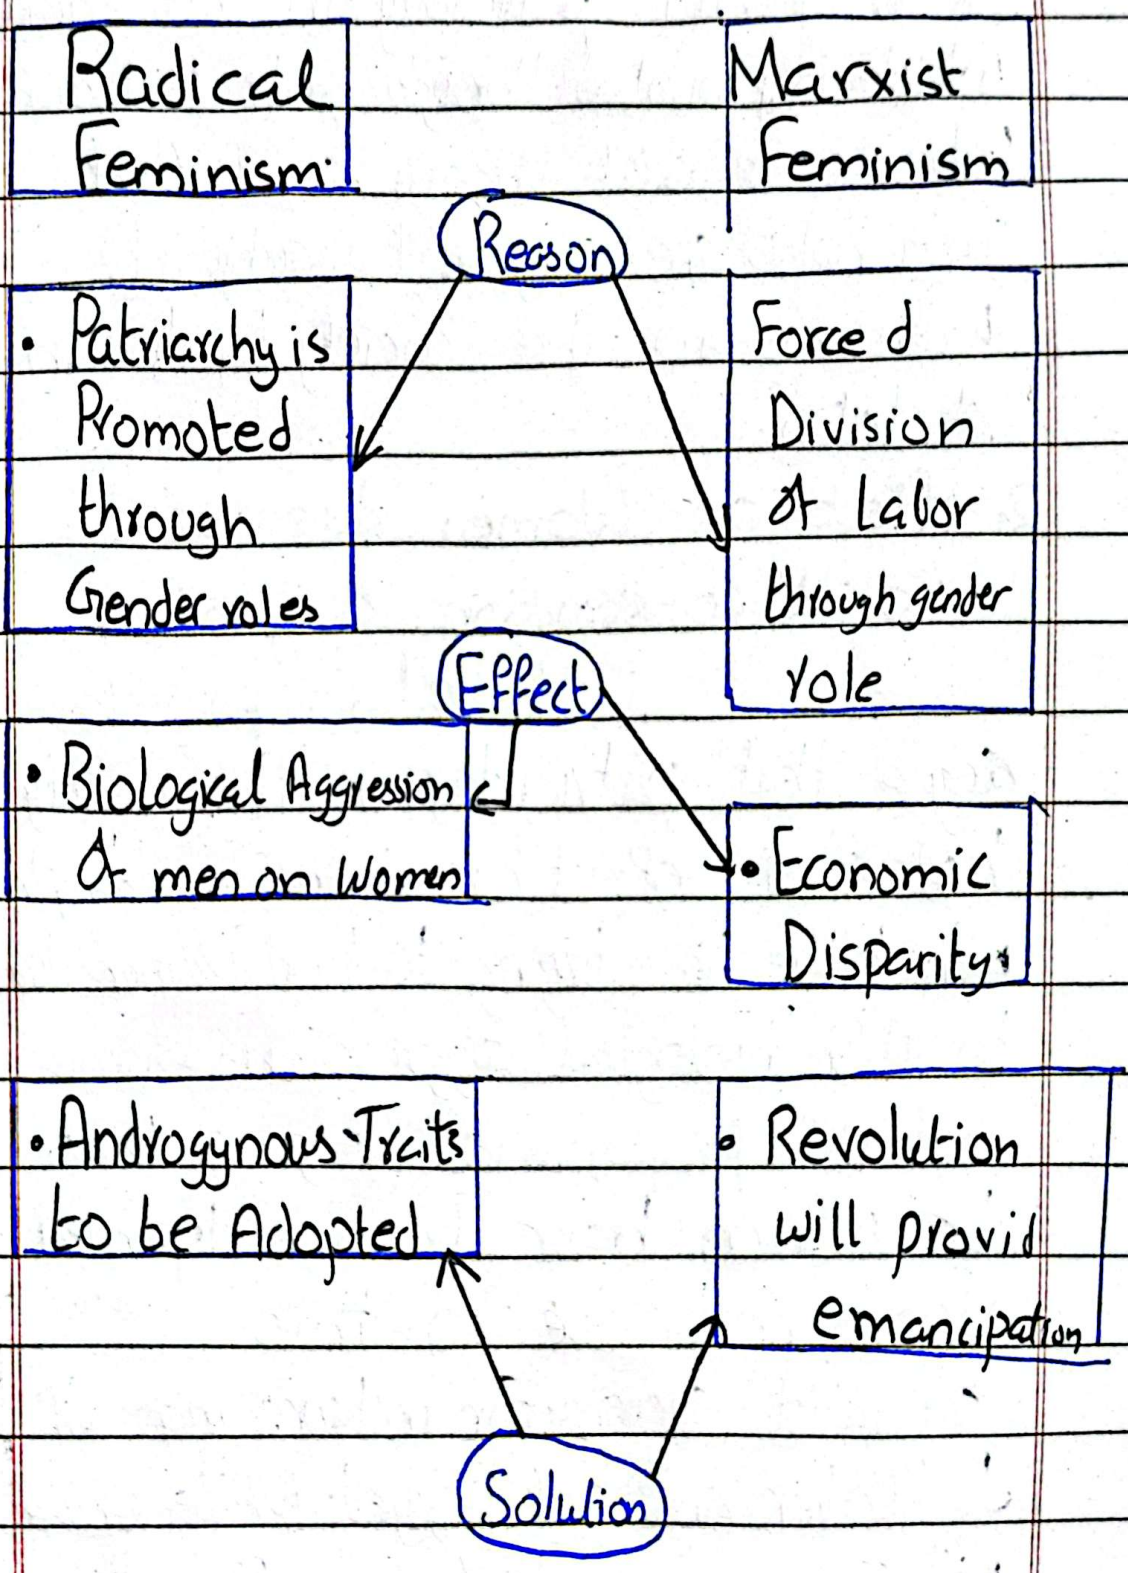 Radical
Feminism
Marxist
Feminism
Reason
• Patriarchy is
Promoted
through
Gender roles
Forced
Division
of Labor
through gender
role
Effect
• Biological Aggression
Of men on Women
• Economic
Disparity
• Androgynous Traits
to be Adopted
• Revolution
will provid
emancipation
Solution